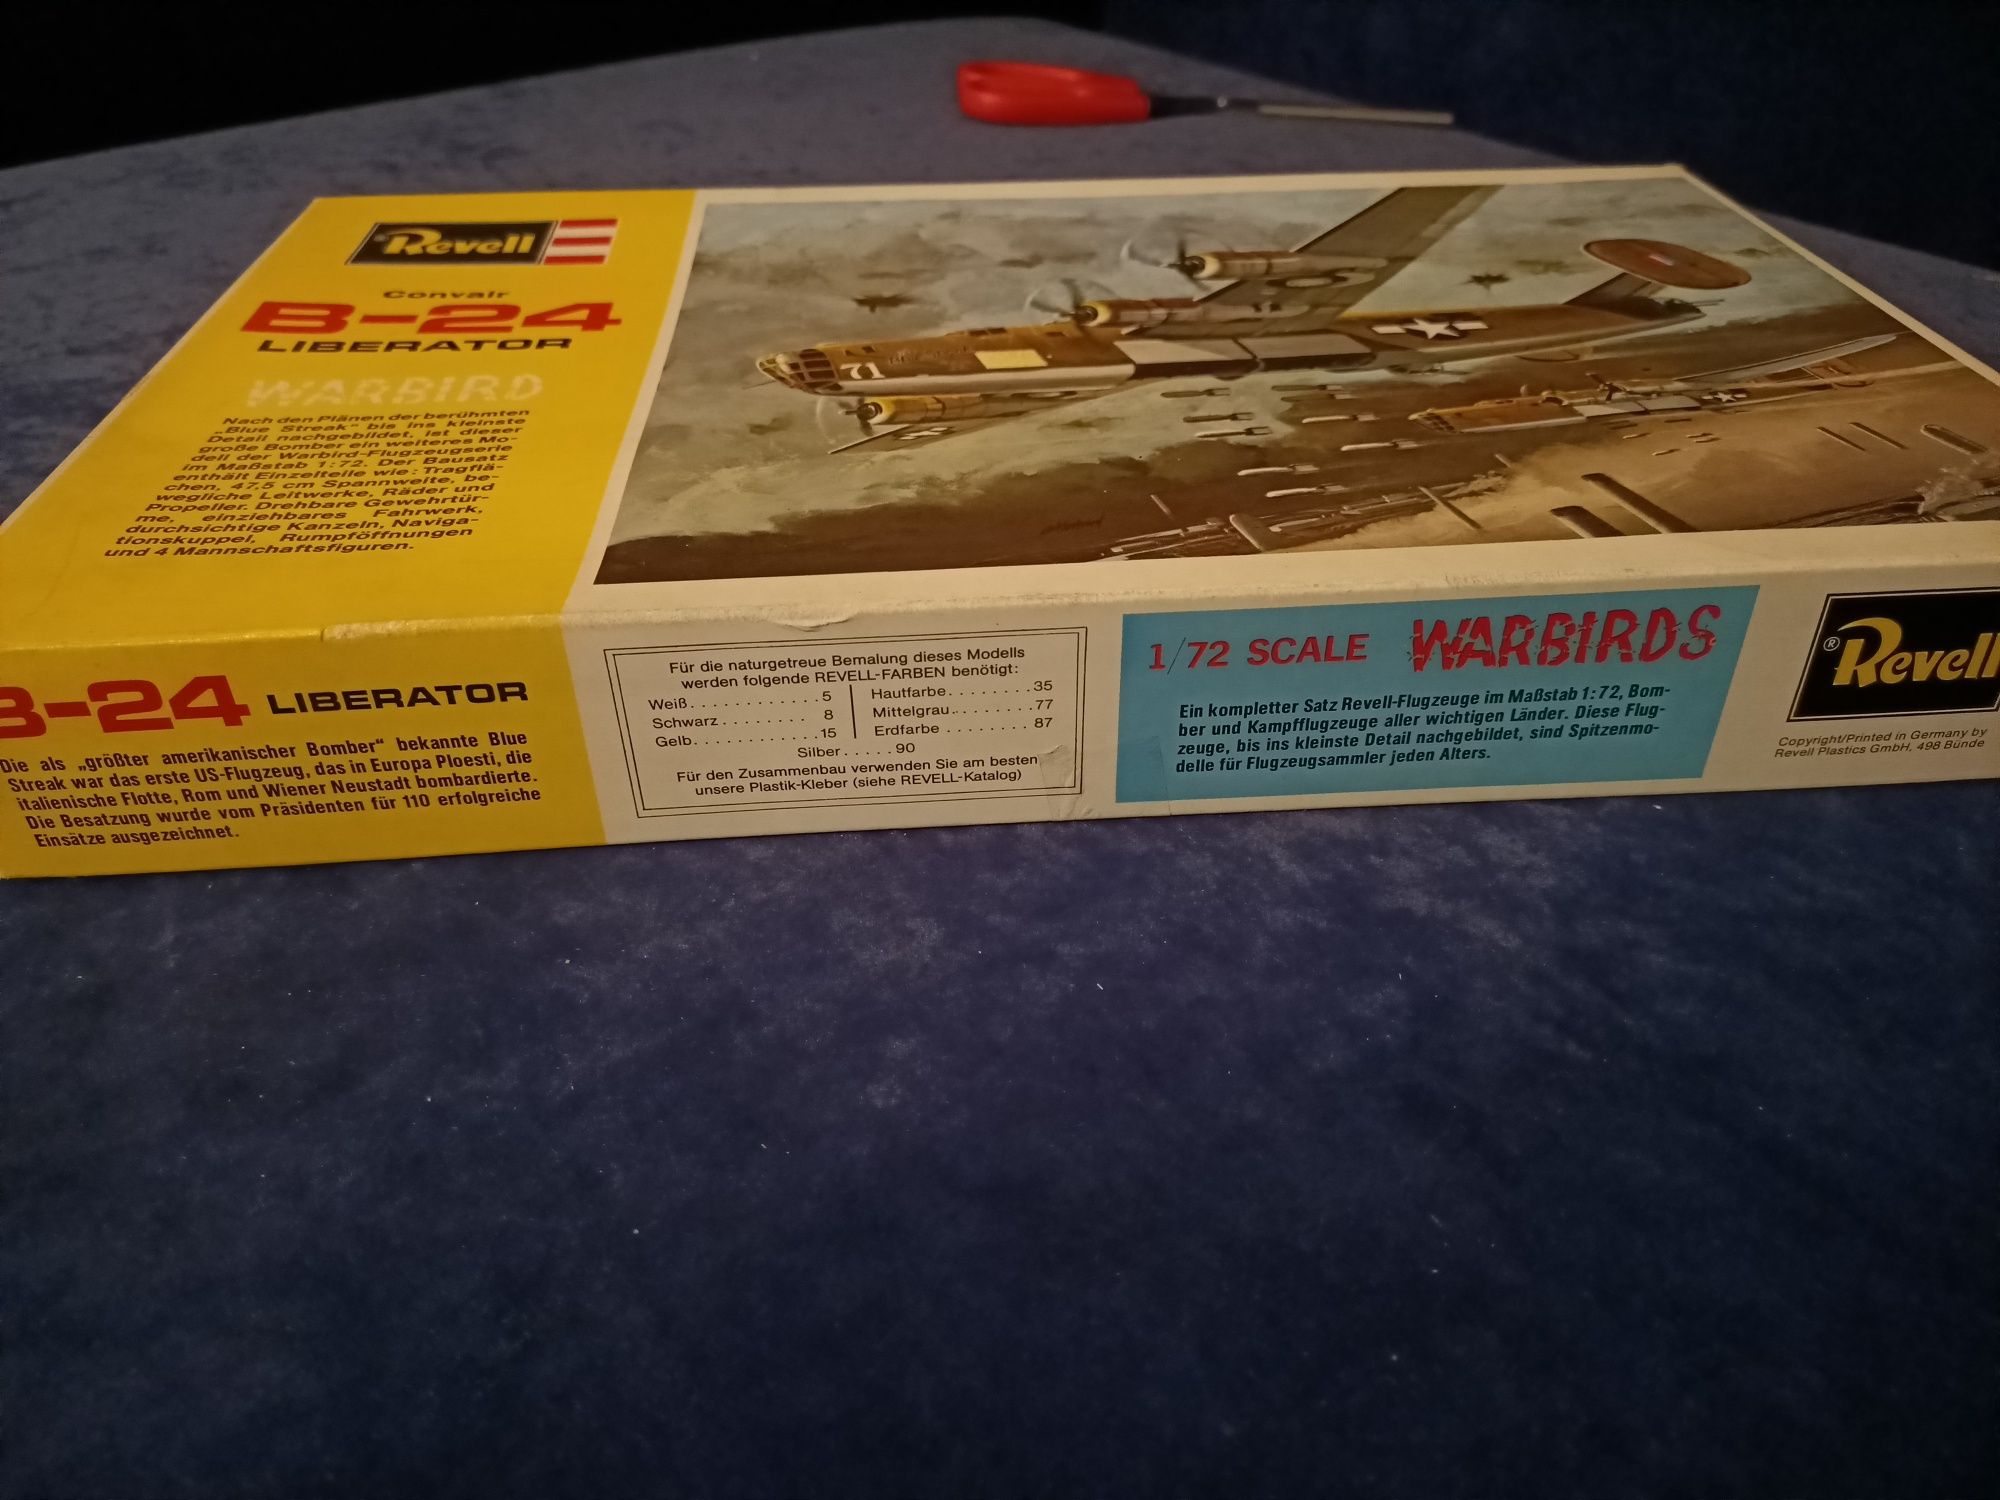 ® Revell
Convair
B-24
LIBERATOR
WARBIRD
Nach den Plänen der berühmten
„Blue Streak“ bis ins kleinste
Detail nachgebildet, ist dieser
große Bomber ein weiteres Mo-
dell der Warbird-Flugzeugserie
im Maßstab 1:72. Der Bausatz
enthält Einzelteile wie: Tragflä-
chen, 47,5 cm Spannweite, be-
wegliche Leitwerke, Räder und
Propeller. Drehbare Gewehrtür-
me, einziehbares Fahrwerk,
durchsichtige Kanzeln, Naviga-
tionskuppel, Rumpföffnungen
und 4 Mannschaftsfiguren.
71
B-24 LIBERATOR
Die als „größter amerikanischer Bomber“ bekannte Blue
Streak war das erste US-Flugzeug, das in Europa Ploesti, die
italienische Flotte, Rom und Wiener Neustadt bombardierte.
Die Besatzung wurde vom Präsidenten für 110 erfolgreiche
Einsätze ausgezeichnet.
Für die naturgetreue Bemalung dieses Modells
werden folgende REVELL-FARBEN benötigt:
Weiß............5
Schwarz........ 8
Gelb............15
Hautfarbe........35
Mittelgrau........77
Erdfarbe ........87
Silber.....90
Für den Zusammenbau verwenden Sie am besten
unsere Plastik-Kleber (siehe REVELL-Katalog)
1/72 SCALE WARBIRDS
Ein kompletter Satz Revell-Flugzeuge im Maßstab 1:72, Bom-
ber und Kampfflugzeuge aller wichtigen Länder. Diese Flug-
zeuge, bis ins kleinste Detail nachgebildet, sind Spitzenmo-
delle für Flugzeugsammler jeden Alters.
® Revell
Copyright/Printed in Germany by
Revell Plastics GmbH, 498 Bünde